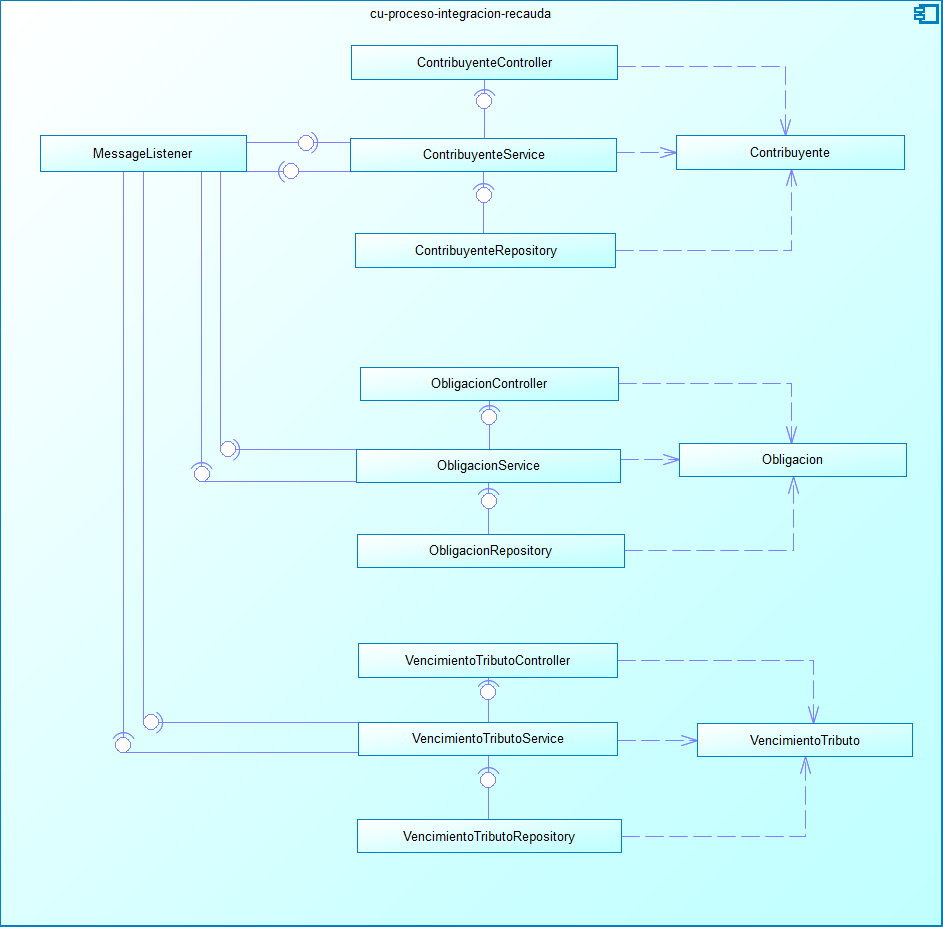 cu-proceso-integracion-recauda
ContribuyenteController
MessageListener
ContribuyenteService
Contribuyente
ContribuyenteRepository
ObligacionController
ObligacionService
Obligacion
ObligacionRepository
VencimientoTributoController
VencimientoTributoService
VencimientoTributo
VencimientoTributoRepository